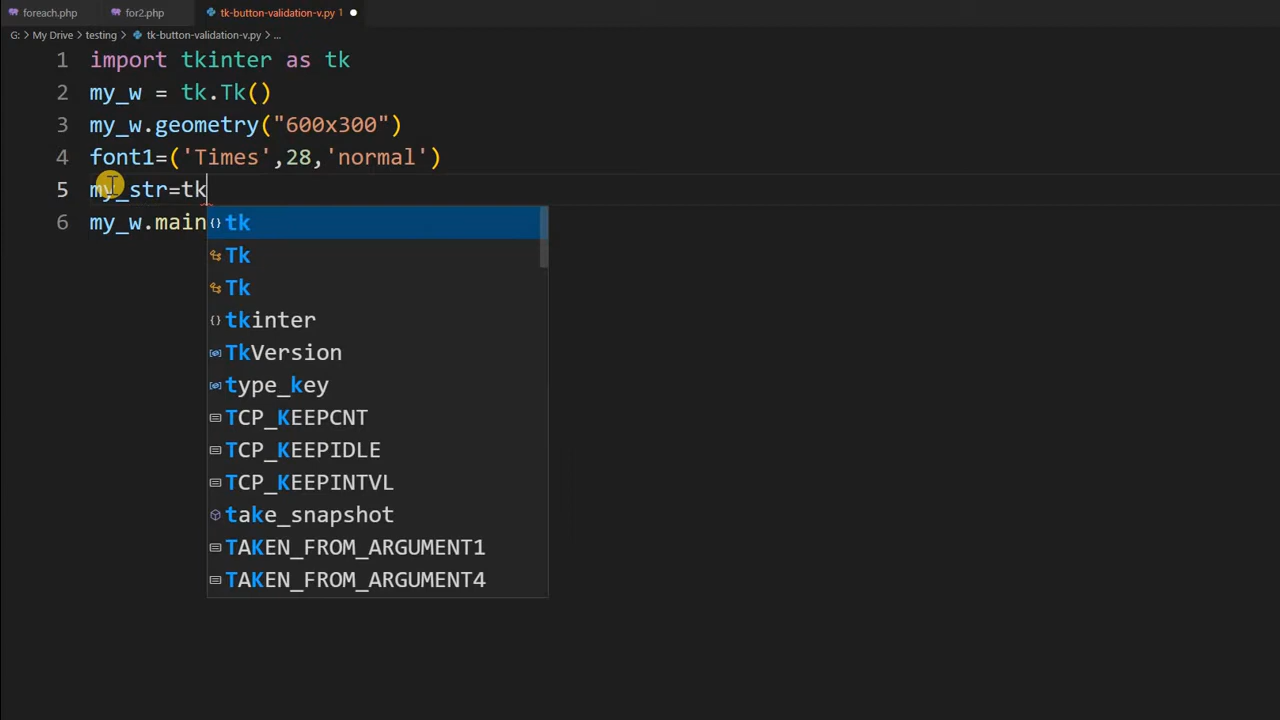 foreach.php for2.php tk-button-validation-v.py 1
G: > My Drive > testing > tk-button-validation-v.py > ...
1 import tkinter as tk
2 my_w = tk.Tk()
3 my_w.geometry("600x300")
4 font1=('Times',28,'normal')
5 my_str=tk
6 my_w.main
tk
Tk
Tk
tkinter
TkVersion
type_key
TCP_KEEPCNT
TCP_KEEPIDLE
TCP_KEEPINTVL
take_snapshot
TAKEN_FROM_ARGUMENT1
TAKEN_FROM_ARGUMENT4